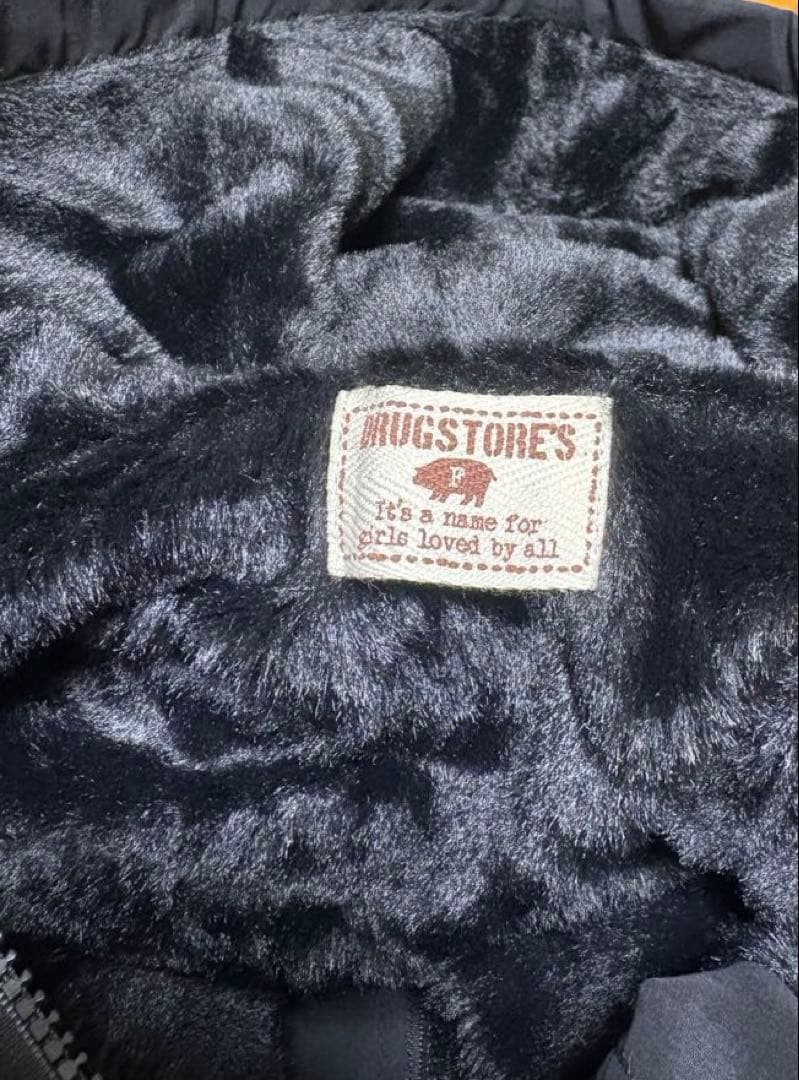 DRUGSTORE'S
F
It's a name for
girls loved by all